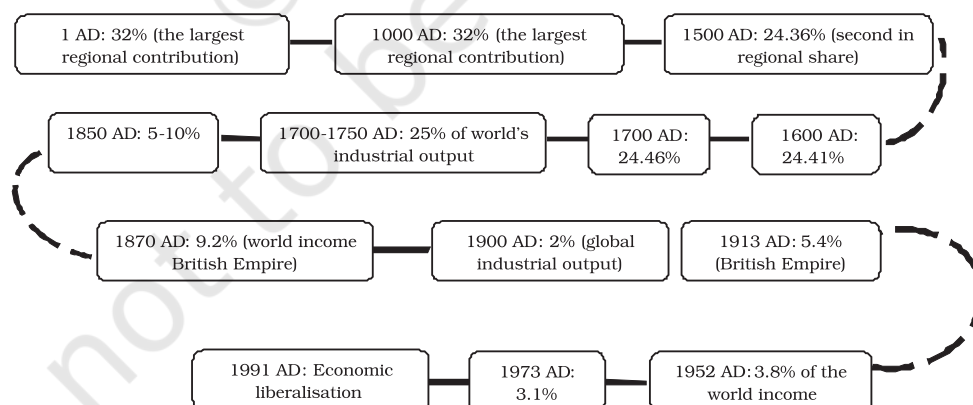 1 AD: 32% (the largest
regional contribution)
1000 AD: 32% (the largest
regional contribution)
1500 AD: 24.36% (second in
regional share)
1600 AD:
24.41%
1700 AD:
24.46%
1700-1750 AD: 25% of world's
industrial output
1850 AD: 5-10%
1870 AD: 9.2% (world income
British Empire)
1900 AD: 2% (global
industrial output)
1913 AD: 5.4%
(British Empire)
1952 AD: 3.8% of the
world income
1973 AD:
3.1%
1991 AD: Economic
liberalisation
not to be